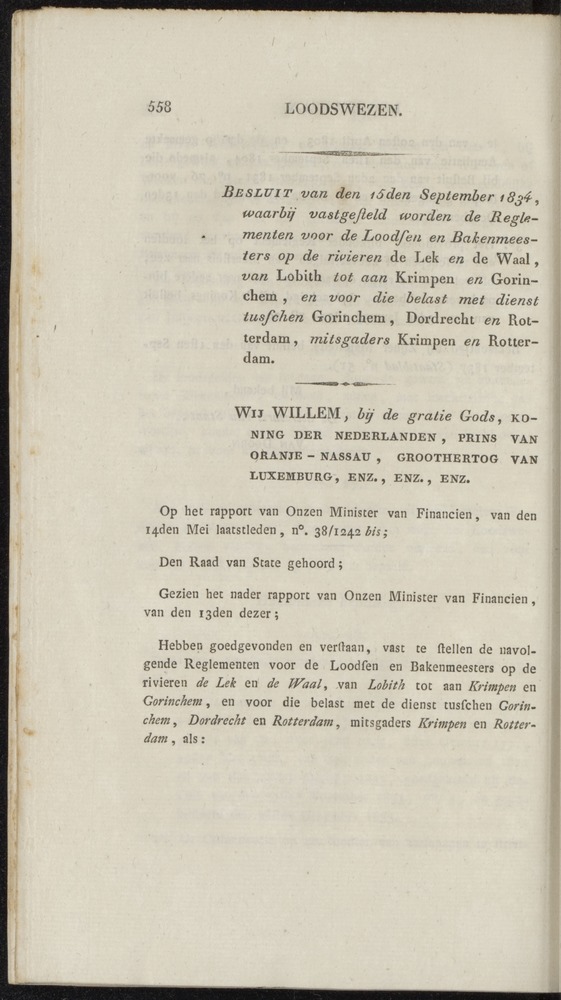 558
LOODSWEZEN.
BESLUIT van den 15den September 1834,
waarbij vastgeſteld worden de Regle-
menten voor de Loodſen en Bakenmees-
ters op de rivieren de Lek en de Waal,
van Lobith tot aan Krimpen en Gorin-
chem, en voor die belast met dienst
tusſchen Gorinchem, Dordrecht en Rot-
terdam, mitsgaders Krimpen en Rotter-
dam.
WIJ WILLEM, bij de gratie Gods, KO-
NING DER NEDERLANDEN, PRINS VAN
ORANJE – NASSAU, GROOTHERTOG VAN
LUXEMBURG, ENZ., ENZ., ENZ.
Op het rapport van Onzen Minister van Financien, van den
14den Mei laatstleden, n°. 38/1242 bis;
Den Raad van State gehoord;
Gezien het nader rapport van Onzen Minister van Financien,
van den 13den dezer;
Hebben goedgevonden en verſtaan, vast te ſtellen de navol-
gende Reglementen voor de Loodſen en Bakenmeesters op de
rivieren de Lek en de Waal, van Lobith tot aan Krimpen en
Gorinchem, en voor die belast met de dienst tusſchen Gorin-
chem, Dordrecht en Rotterdam, mitsgaders Krimpen en Rotter-
dam, als: